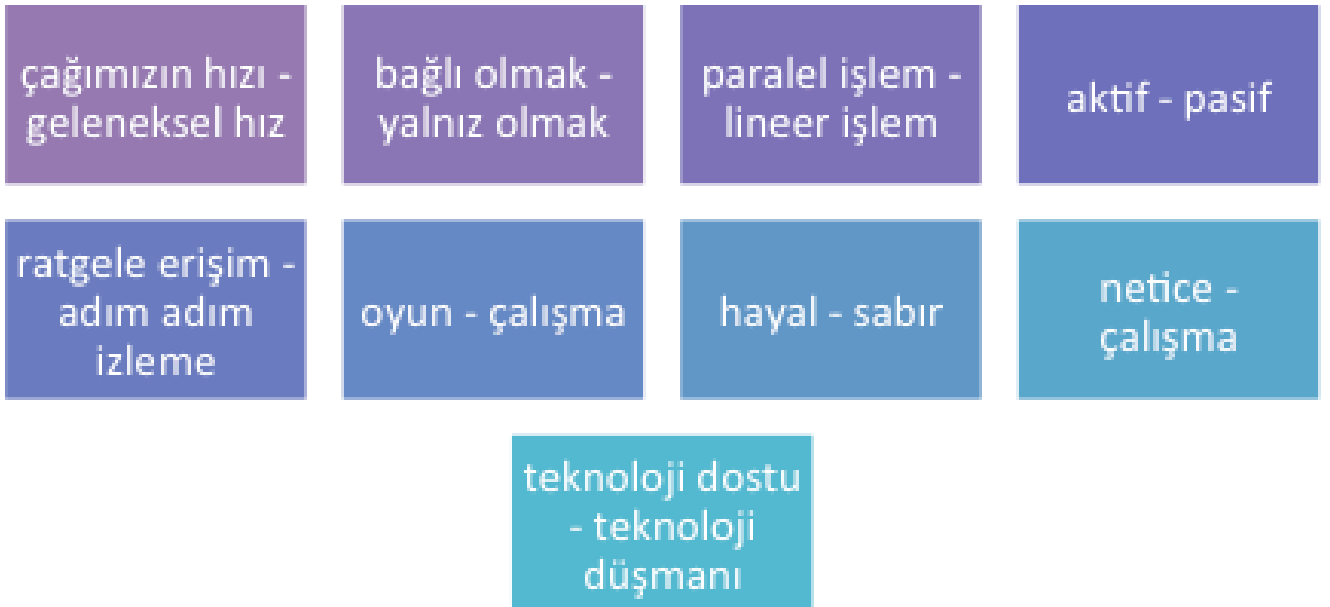 çağımızın hızı -
geleneksel hız
bağlı olmak -
yalnız olmak
paralel işlem -
lineer işlem
aktif - pasif
ratgele erişim -
adım adım
izleme
oyun - çalışma
hayal - sabır
netice -
çalışma
teknoloji dostu
- teknoloji
düşmanı